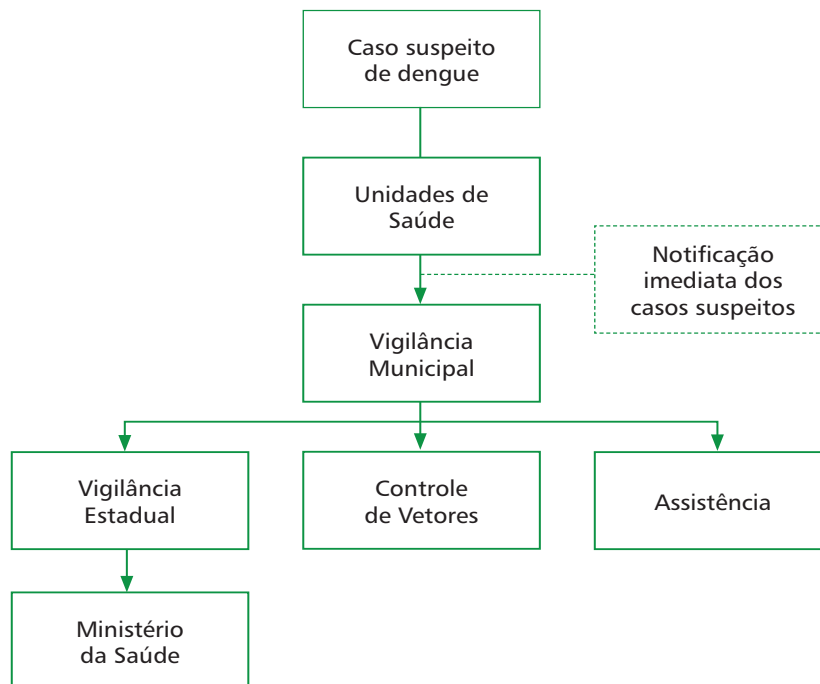 Caso suspeito
de dengue
Unidades de
Saúde
Notificação
imediata dos
casos suspeitos
Vigilância
Municipal
Vigilância
Estadual
Controle
de Vetores
Assistência
Ministério
da Saúde